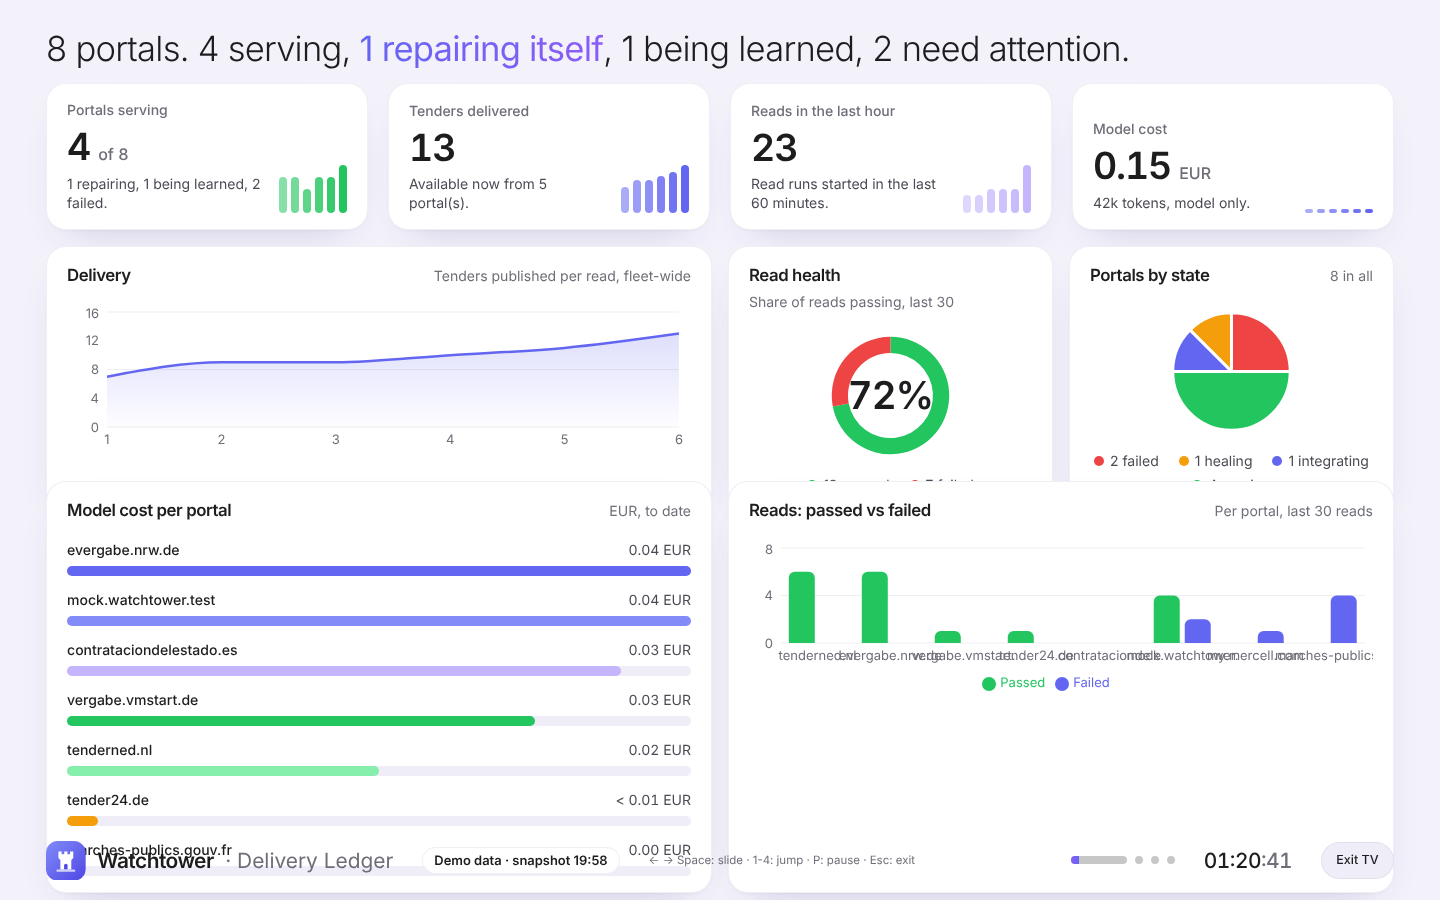 8 portals. 4 serving, 1 repairing itself, 1 being learned, 2 need attention.
Portals serving
4 of 8
1 repairing, 1 being learned, 2
failed.
Tenders delivered
13
Available now from 5
portal(s).
Reads in the last hour
23
Read runs started in the last
60 minutes.
Model cost
0.15 EUR
42k tokens, model only.
Delivery
Tenders published per read, fleet-wide
16
12
8
4
0
1 2 3 4 5 6
Read health
Share of reads passing, last 30
72%
Portals by state
8 in all
2 failed
1 healing
1 integrating
Model cost per portal
EUR, to date
evergabe.nrw.de 0.04 EUR
mock.watchtower.test 0.04 EUR
contrataciondelestado.es 0.03 EUR
vergabe.vmstart.de 0.03 EUR
tenderned.nl 0.02 EUR
tender24.de < 0.01 EUR
0.00 EUR
Reads: passed vs failed
Per portal, last 30 reads
8
4
0
Passed
Failed
Watchtower · Delivery Ledger
Demo data · snapshot 19:58
← → Space: slide · 1-4: jump · P: pause · Esc: exit
01:20:41
Exit TV